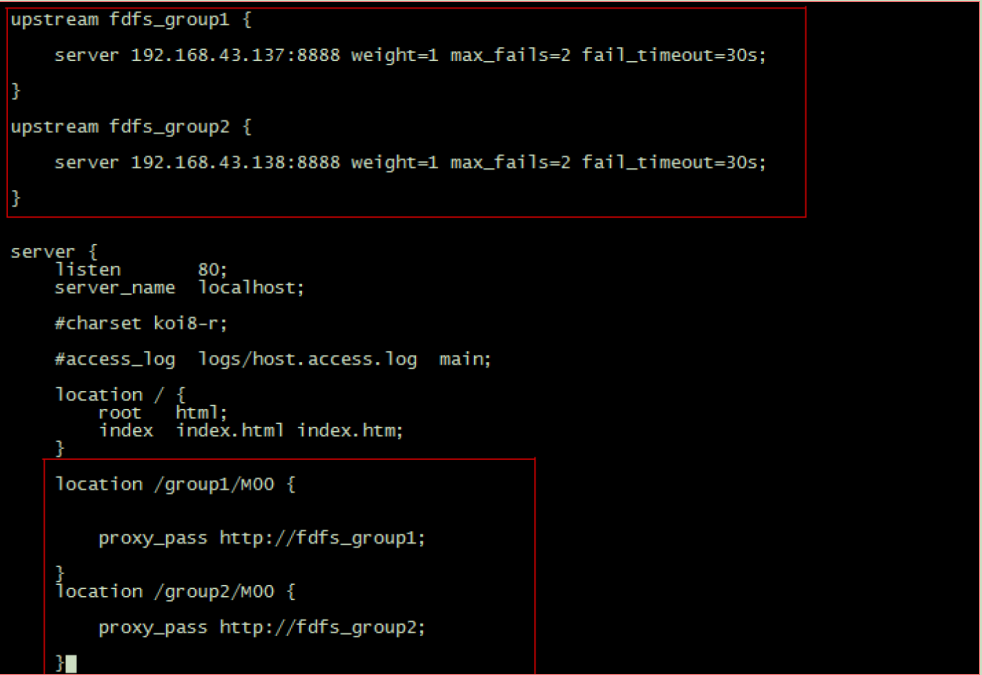 upstream fdfs_group1 {
server 192.168.43.137:8888 weight=1 max_fails=2 fail_timeout=30s;
}
upstream fdfs_group2 {
server 192.168.43.138:8888 weight=1 max_fails=2 fail_timeout=30s;
}
server {
listen 80;
server_name localhost;
#charset koi8-r;
#access_log logs/host.access.log main;
location / {
root html;
index index.html index.htm;
}
location /group1/M00 {
proxy_pass http://fdfs_group1;
}
location /group2/M00 {
proxy_pass http://fdfs_group2;
}